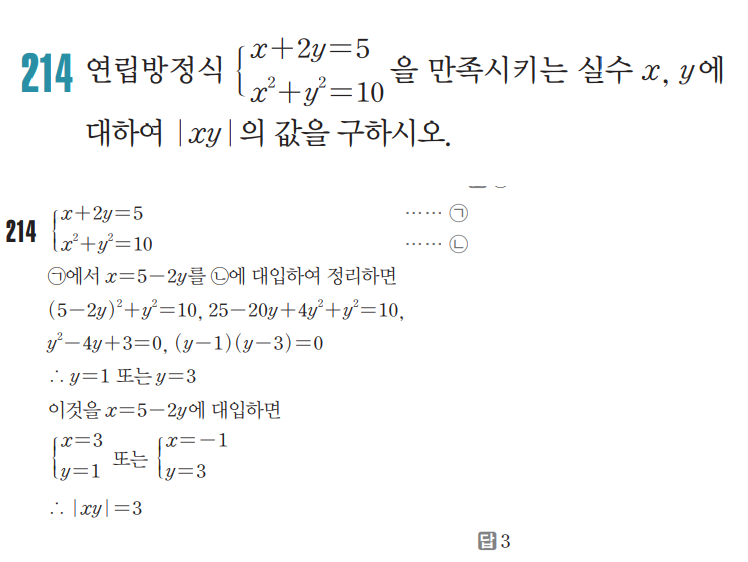 214 연립방정식 { x+2y=5
x²+y²=10 을 만족시키는 실수 x, y에
대하여 |xy|의 값을 구하시오.
214 { x+2y=5 …… ㉠
x²+y²=10 …… ㉡
㉠에서 x=5-2y를 ㉡에 대입하여 정리하면
(5-2y)²+y²=10, 25-20y+4y²+y²=10,
y²-4y+3=0, (y-1)(y-3)=0
∴ y=1 또는 y=3
이것을 x=5-2y에 대입하면
{ x=3 또는 { x=-1
y=1 y=3
∴ |xy|=3
답 3